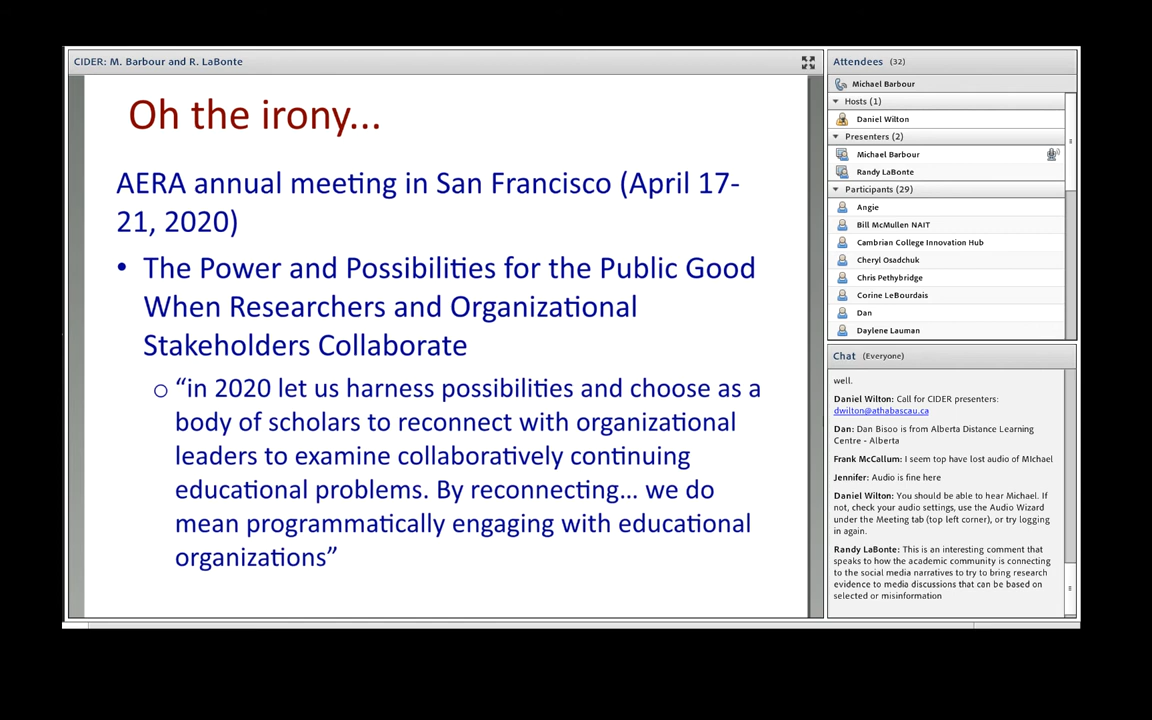 CIDER: M. Barbour and R. LaBonte
Oh the irony...
AERA annual meeting in San Francisco (April 17-
21, 2020)
• The Power and Possibilities for the Public Good
When Researchers and Organizational
Stakeholders Collaborate
o “in 2020 let us harness possibilities and choose as a
body of scholars to reconnect with organizational
leaders to examine collaboratively continuing
educational problems. By reconnecting... we do
mean programmatically engaging with educational
organizations”
Attendees (32)
Michael Barbour
Hosts (1)
Daniel Wilton
Presenters (2)
Michael Barbour
Randy LaBonte
Participants (29)
Angie
Bill McMullen NAIT
Cambrian College Innovation Hub
Cheryl Osadchuk
Chris Pethybridge
Corine LeBourdais
Dan
Daylene Lauman
Chat (Everyone)
well.
Daniel Wilton: Call for CIDER presenters:
dwilton@athabascau.ca
Dan: Dan Bisoo is from Alberta Distance Learning
Centre - Alberta
Frank McCallum: I seem top have lost audio of MIchael
Jennifer: Audio is fine here
Daniel Wilton: You should be able to hear Michael. If
not, check your audio settings, use the Audio Wizard
under the Meeting tab (top left corner), or try logging
in again.
Randy LaBonte: This is an interesting comment that
speaks to how the academic community is connecting
to the social media narratives to try to bring research
evidence to media discussions that can be based on
selected or misinformation